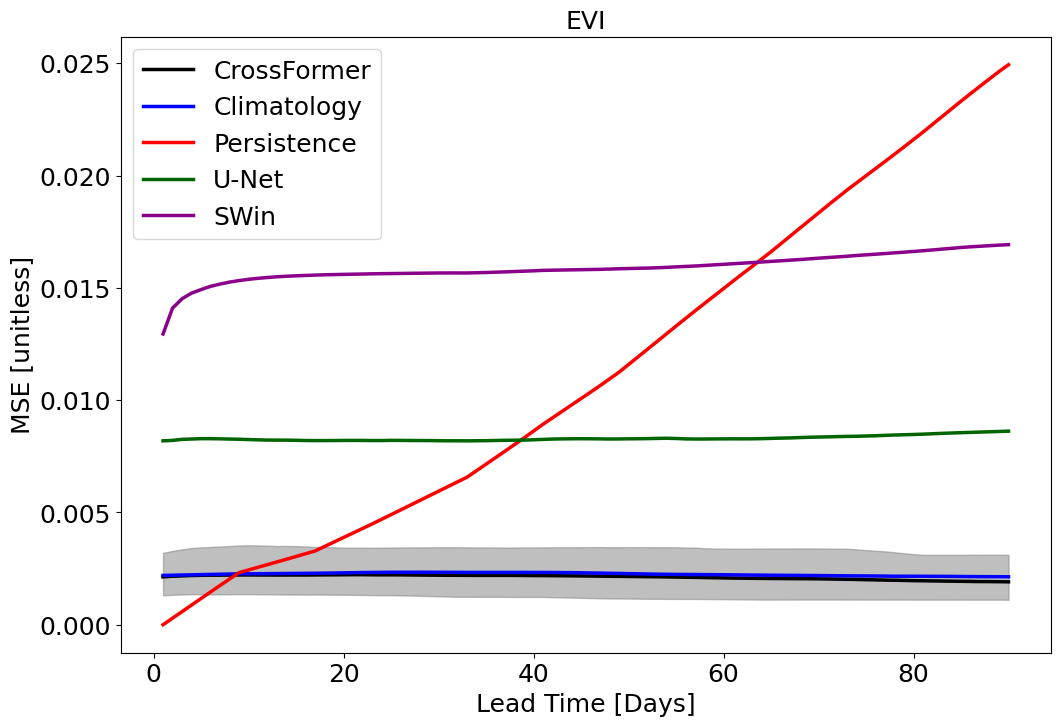 EVI
CrossFormer
Climatology
Persistence
U-Net
SWin
MSE [unitless]
0.025
0.020
0.015
0.010
0.005
0.000
0 20 40 60 80
Lead Time [Days]